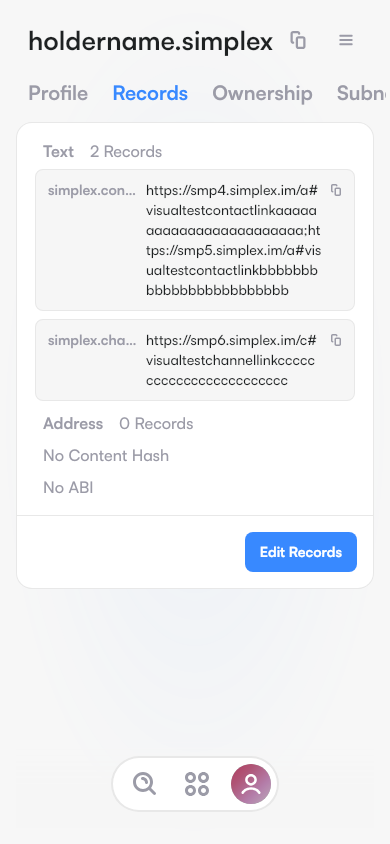 holdername.simplex
Profile Records Ownership Subn
Text 2 Records
simplex.con... https://smp4.simplex.im/a#
visualtestcontactlinkaaaaa
aaaaaaaaaaaaaaaaaaa;ht
tps://smp5.simplex.im/a#vis
ualtestcontactlinkbbbbbbb
bbbbbbbbbbbbbbbbb
simplex.cha... https://smp6.simplex.im/c#
visualtestchannellinkccccc
ccccccccccccccccccc
Address 0 Records
No Content Hash
No ABI
Edit Records